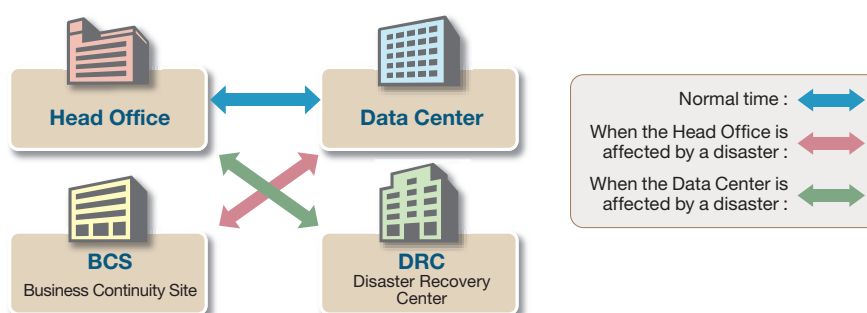 Head Office
Data Center
BCS
Business Continuity Site
DRC
Disaster Recovery
Center
Normal time :
When the Head Office is
affected by a disaster :
When the Data Center is
affected by a disaster :